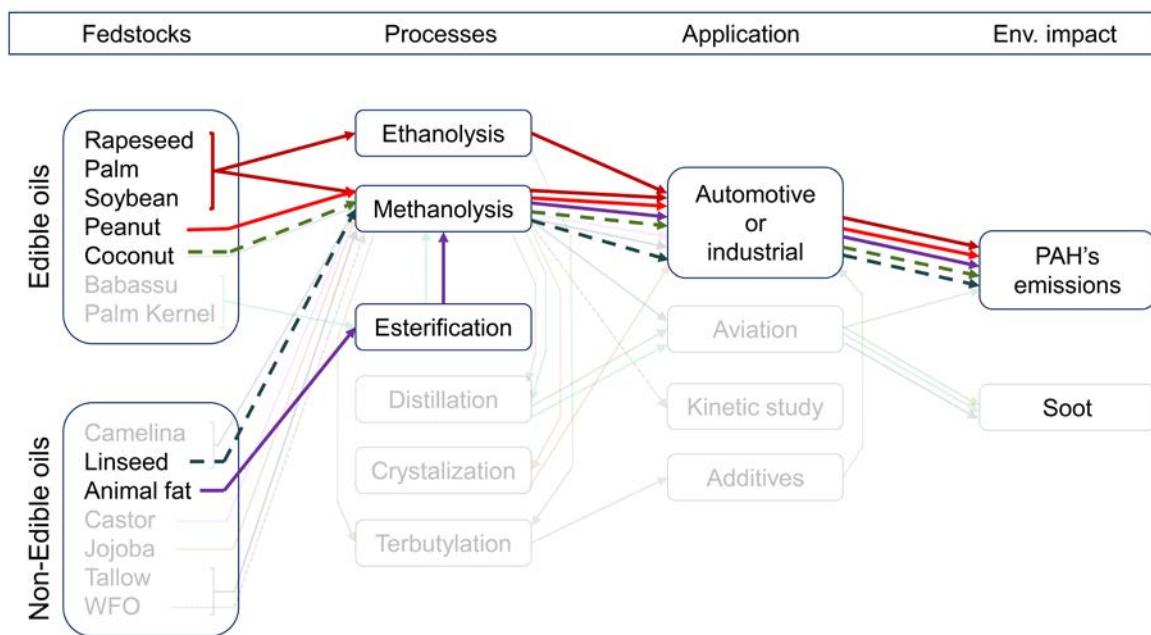 Fedstocks Processes Application Env. impact
Edible oils
Rapeseed
Palm
Soybean
Peanut
Coconut
Babassu
Palm Kernel
Non-Edible oils
Camelina
Linseed
Animal fat
Castor
Jojoba
Tallow
WFO
Ethanolysis
Methanolysis
Esterification
Distillation
Crystalization
Terbutylation
Automotive
or
industrial
Aviation
Kinetic study
Additives
PAH's
emissions
Soot